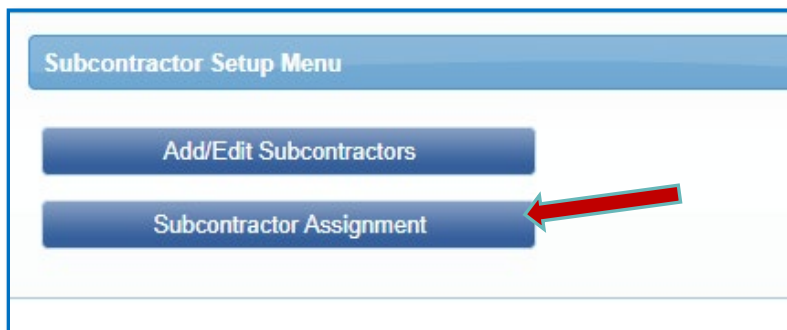 Subcontractor Setup Menu
Add/Edit Subcontractors
Subcontractor Assignment